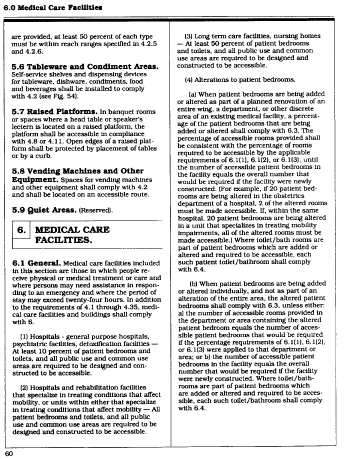 6.0 Medical Care Facilities
are provided, at least 50 percent of each type
must be within reach ranges specified in 4.2.5
and 4.2.6.
5.6 Tableware and Condiment Areas.
Self-service shelves and dispensing devices
for tableware, dishware, condiments, food
and beverages shall be installed to comply
with 4.2 (see Fig. 54).
5.7 Raised Platforms. In banquet rooms
or spaces where a head table or speaker's
lectern is located on a raised platform, the
platform shall be accessible in compliance
with 4.8 or 4.11. Open edges of a raised plat-
form shall be protected by placement of tables
or by a curb.
5.8 Vending Machines and Other
Equipment. Spaces for vending machines
and other equipment shall comply with 4.2
and shall be located on an accessible route.
5.9 Quiet Areas. (Reserved).
6. MEDICAL CARE
FACILITIES.
6.1 General. Medical care facilities included
in this section are those in which people re-
ceive physical or medical treatment or care and
where persons may need assistance in respond-
ing to an emergency and where the period of
stay may exceed twenty-four hours. In addition
to the requirements of 4.1 through 4.35, medi-
cal care facilities and buildings shall comply
with 6.
(1) Hospitals - general purpose hospitals,
psychiatric facilities, detoxification facilities —
At least 10 percent of patient bedrooms and
toilets, and all public use and common use
areas are required to be designed and con-
structed to be accessible.
(2) Hospitals and rehabilitation facilities
that specialize in treating conditions that affect
mobility, or units within either that specialize
in treating conditions that affect mobility — All
patient bedrooms and toilets, and all public
use and common use areas are required to be
designed and constructed to be accessible.
(3) Long term care facilities, nursing homes
— At least 50 percent of patient bedrooms
and toilets, and all public use and common
use areas are required to be designed and
constructed to be accessible.
(4) Alterations to patient bedrooms.
(a) When patient bedrooms are being added
or altered as part of a planned renovation of an
entire wing, a department, or other discrete
area of an existing medical facility, a percent-
age of the patient bedrooms that are being
added or altered shall comply with 6.3. The
percentage of accessible rooms provided shall
be consistent with the percentage of rooms
required to be accessible by the applicable
requirements of 6.1(1), 6.1(2), or 6.1(3), until
the number of accessible patient bedrooms in
the facility equals the overall number that
would be required if the facility were newly
constructed. (For example, if 20 patient bed-
rooms are being altered in the obstetrics
department of a hospital, 2 of the altered rooms
must be made accessible. If, within the same
hospital, 20 patient bedrooms are being altered
in a unit that specializes in treating mobility
impairments, all of the altered rooms must be
made accessible.) Where toilet/bath rooms are
part of patient bedrooms which are added or
altered and required to be accessible, each
such patient toilet/bathroom shall comply
with 6.4.
(b) When patient bedrooms are being added
or altered individually, and not as part of an
alteration of the entire area, the altered patient
bedrooms shall comply with 6.3, unless either:
a) the number of accessible rooms provided in
the department or area containing the altered
patient bedroom equals the number of acces-
sible patient bedrooms that would be required
if the percentage requirements of 6.1(1), 6.1(2),
or 6.1(3) were applied to that department or
area; or b) the number of accessible patient
bedrooms in the facility equals the overall
number that would be required if the facility
were newly constructed. Where toilet/bath-
rooms are part of patient bedrooms which
are altered or added and required to be acces-
sible, each such toilet/bathroom shall comply
with 6.4.
60